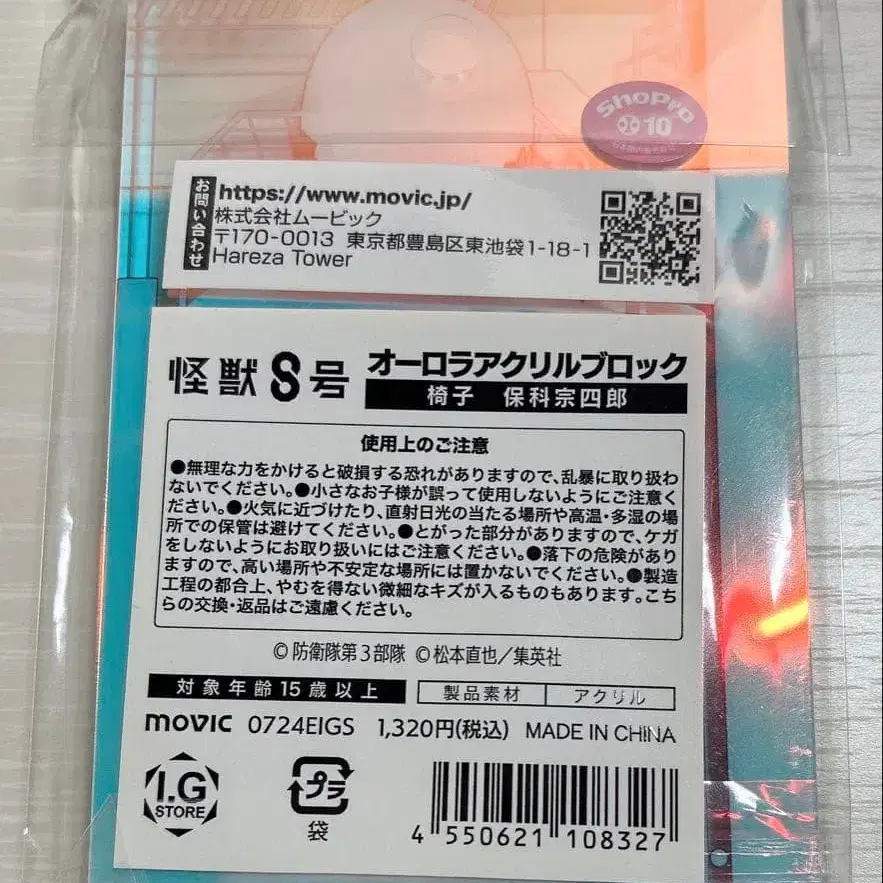 ShoPro
10
お問い合わせ
https://www.movic.jp/
株式会社ムービック
〒170-0013 東京都豊島区東池袋1-18-1
Hareza Tower
怪獣8号
オーロラアクリルブロック
椅子 保科宗四郎
使用上のご注意
●無理な力をかけると破損する恐れがありますので、乱暴に取り扱わ
ないでください。●小さなお子様が誤って使用しないようにご注意くだ
さい。●火気に近づけたり、直射日光の当たる場所や高温・多湿の場
所での保管は避けてください。●とがった部分がありますので、ケガ
をしないようにお取り扱いにはご注意ください。●落下の危険があり
ますので、高い場所や不安定な場所には置かないでください。●製造
工程の都合上、やむを得ない微細なキズが入るものもあります。こち
らの交換・返品はご遠慮ください。
© 防衛隊第3部隊 © 松本直也／集英社
対象年齢15歳以上
製品素材 アクリル
movic 0724EIGS 1,320円(税込) MADE IN CHINA
I.G
STORE
プラ
袋
4 550621 108327